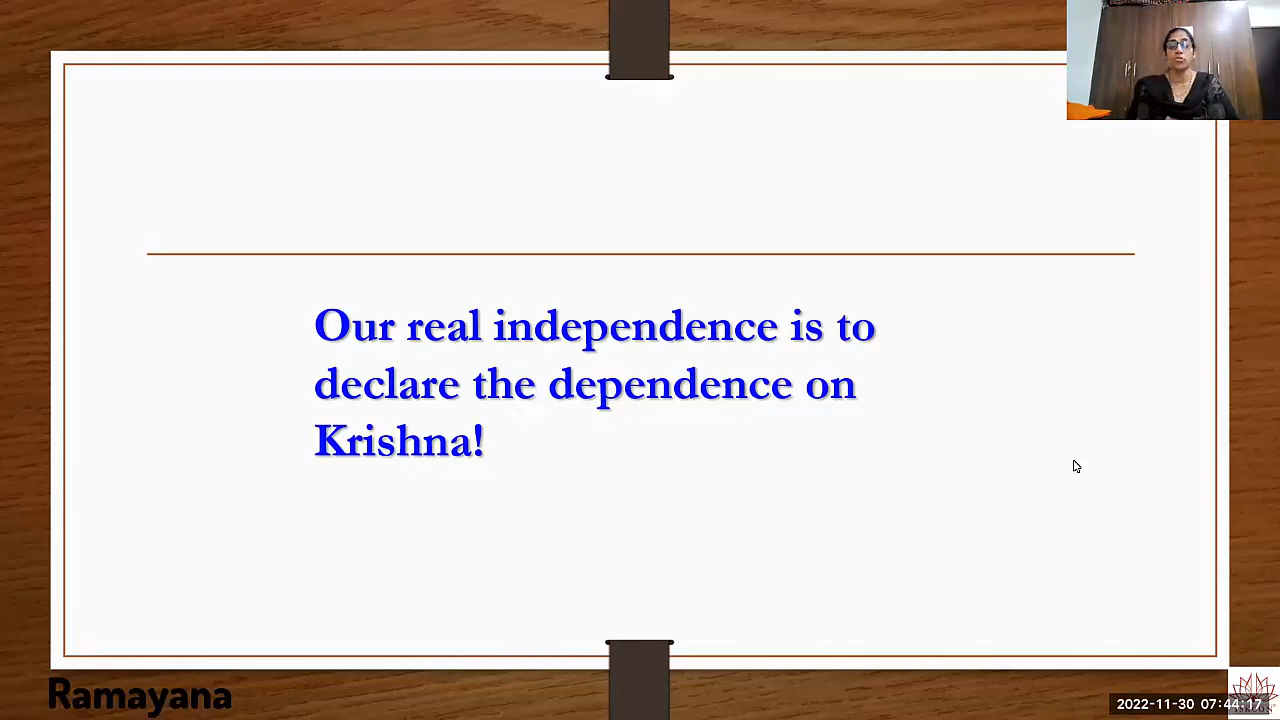 Our real independence is to
declare the dependence on
Krishna!
Ramayana
2022-11-30 07:44:17